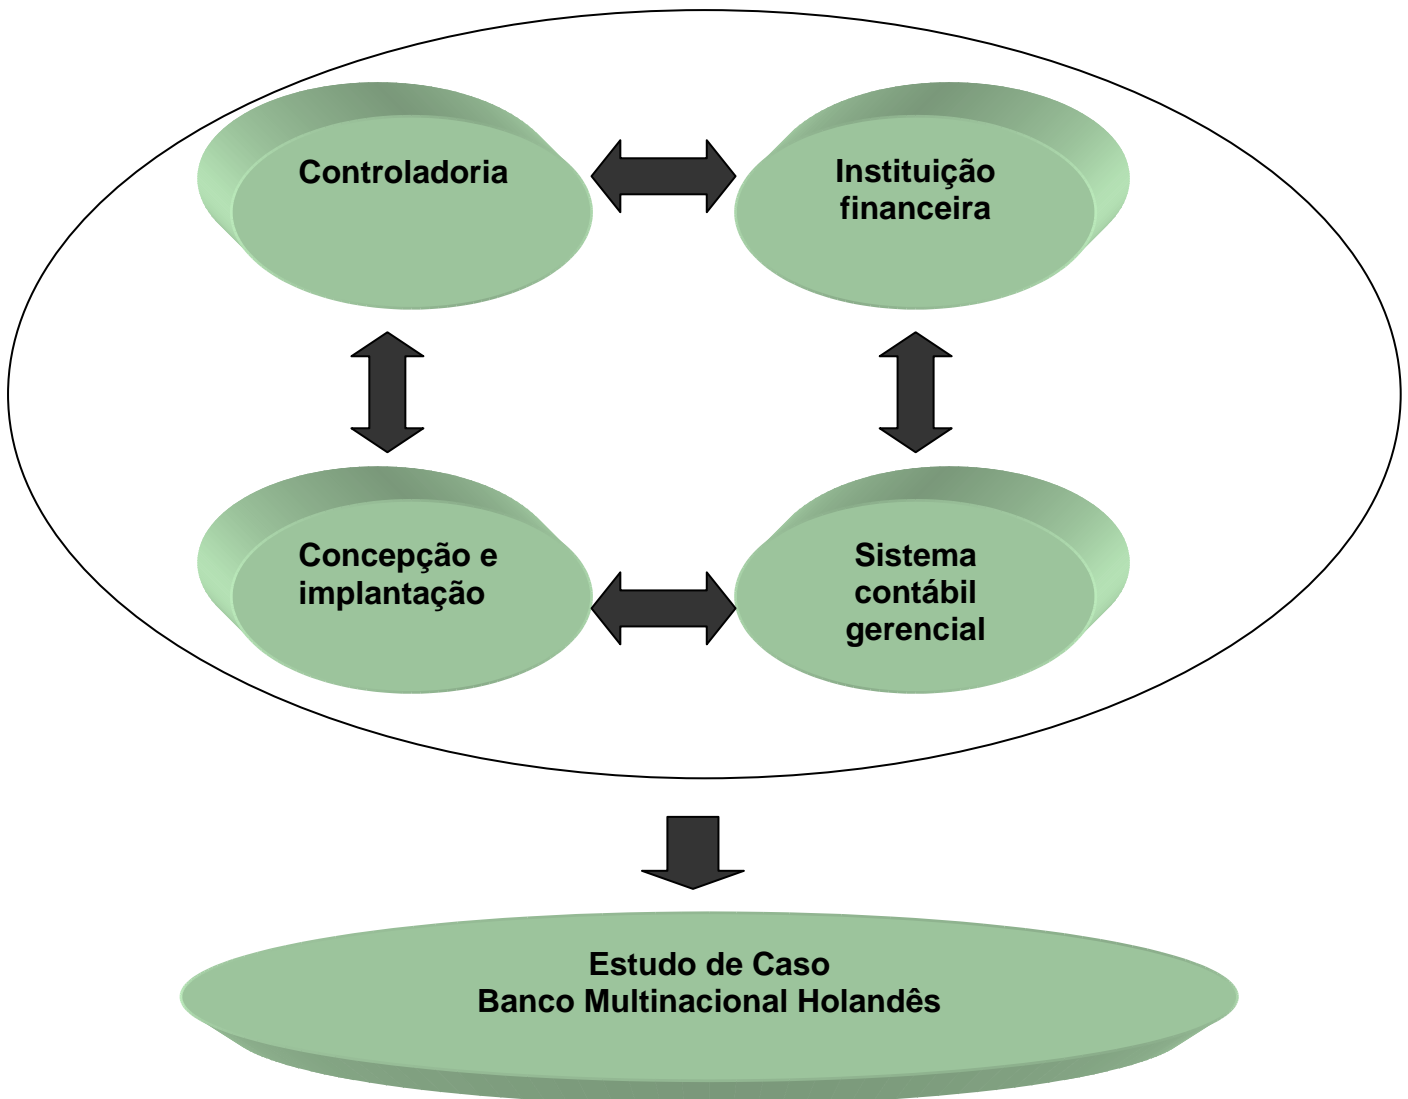 Controladoria
Instituição
financeira
Concepção e
implantação
Sistema
contábil
gerencial
Estudo de Caso
Banco Multinacional Holandês